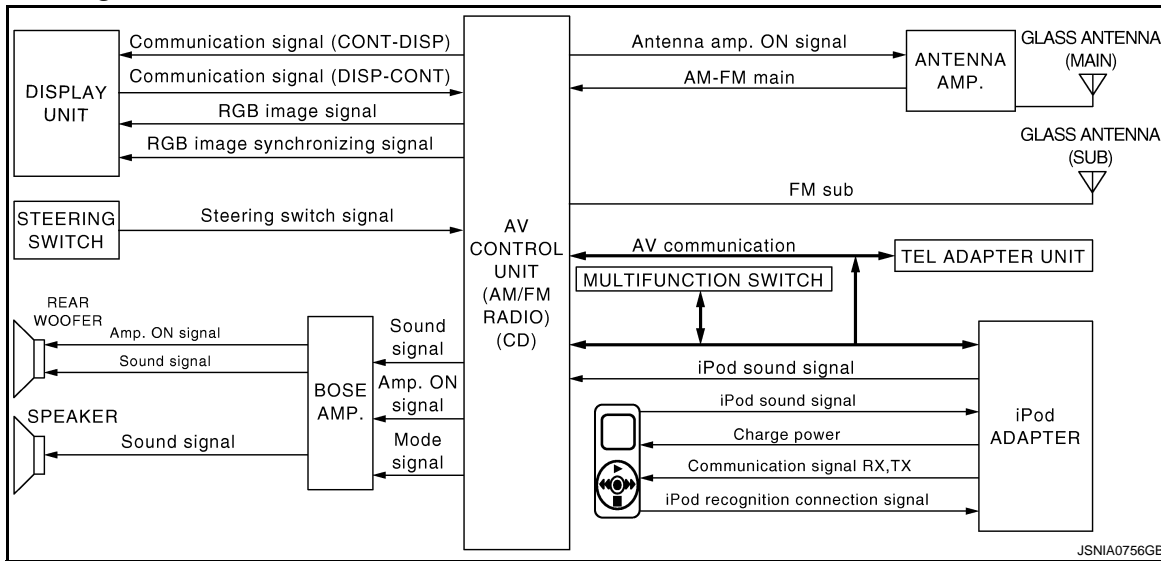 Communication signal (CONT-DISP)
Communication signal (DISP-CONT)
RGB image signal
RGB image synchronizing signal
DISPLAY
UNIT
STEERING
SWITCH
Steering switch signal
REAR
WOOFER
Amp. ON signal
Sound signal
SPEAKER
Sound signal
BOSE
AMP.
Sound
signal
Amp. ON
signal
Mode
signal
AV
CONTROL
UNIT
(AM/FM
RADIO)
(CD)
Antenna amp. ON signal
AM-FM main
ANTENNA
AMP.
GLASS ANTENNA
(MAIN)
GLASS ANTENNA
(SUB)
FM sub
AV communication
TEL ADAPTER UNIT
MULTIFUNCTION SWITCH
iPod sound signal
iPod sound signal
Charge power
Communication signal RX,TX
iPod recognition connection signal
iPod
ADAPTER
JSNIA0756GB